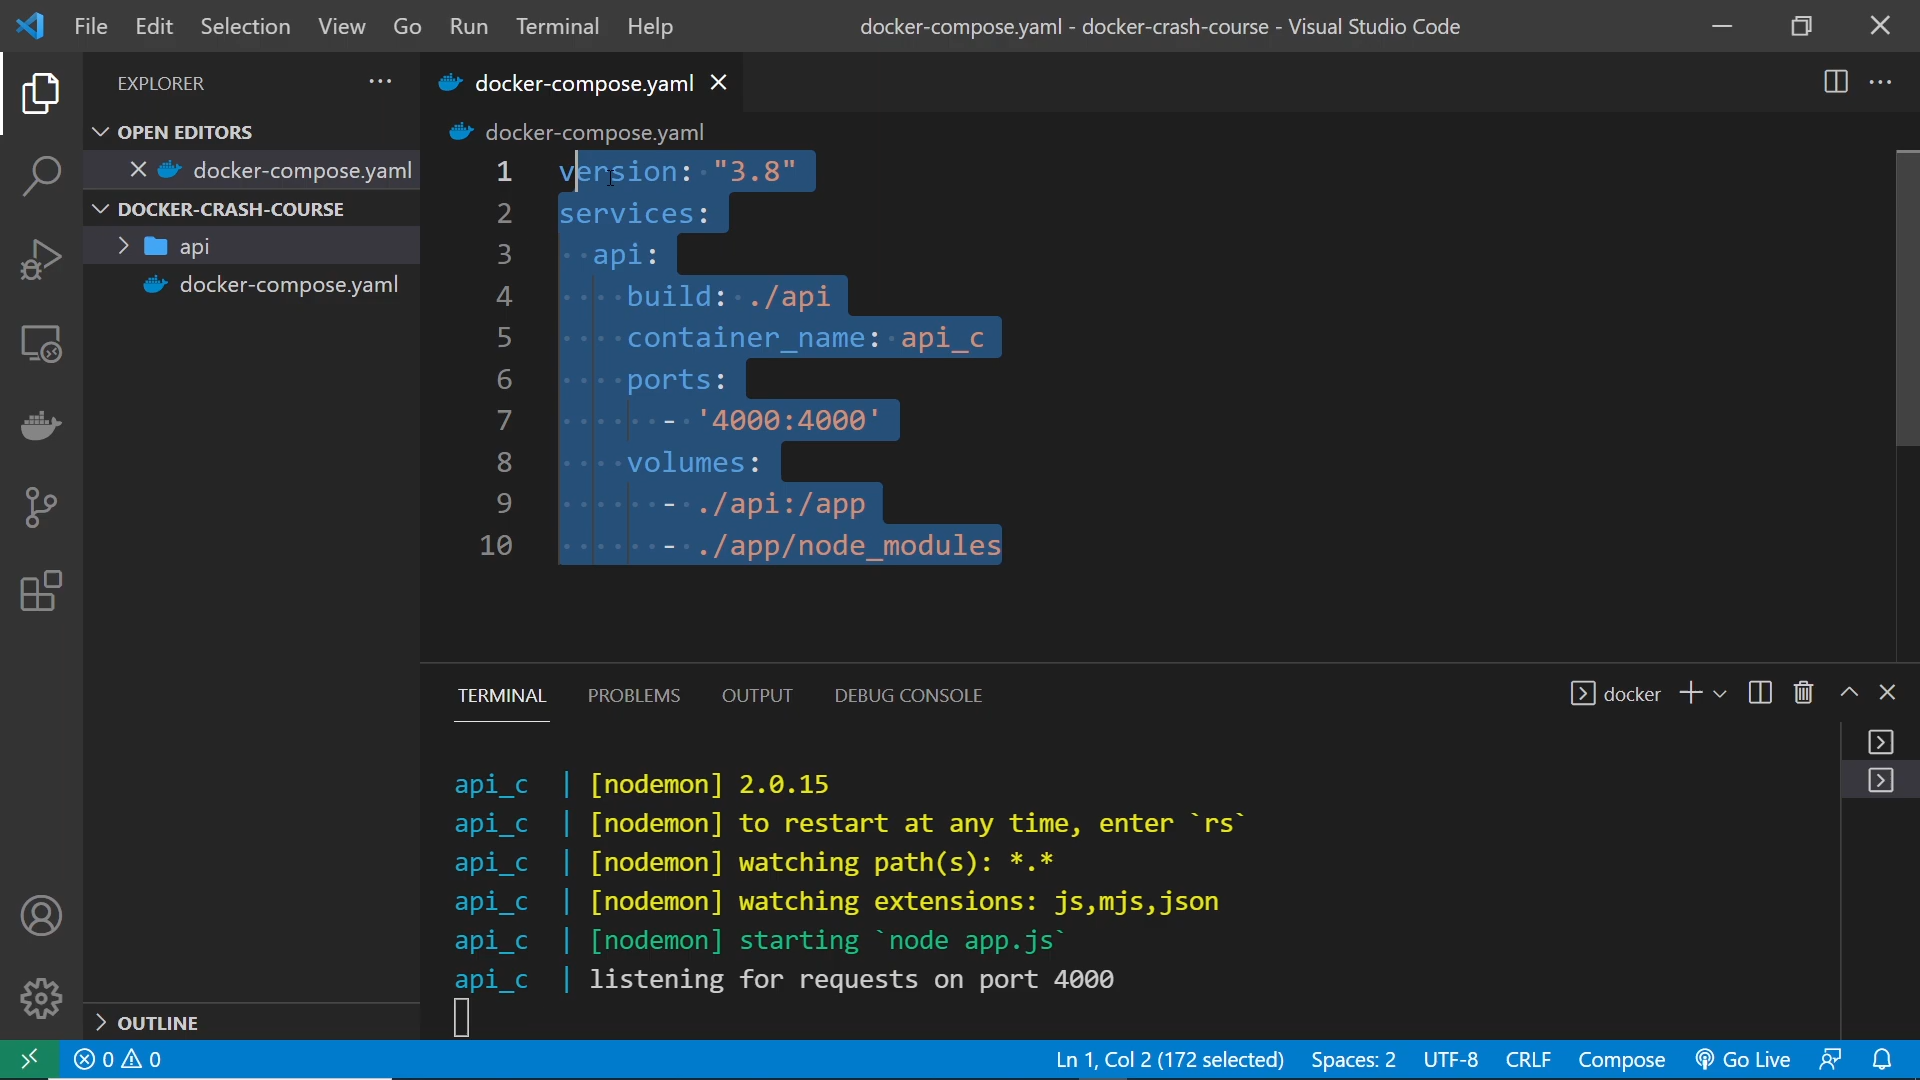 File Edit Selection View Go Run Terminal Help docker-compose.yaml - docker-crash-course - Visual Studio Code
EXPLORER
OPEN EDITORS
docker-compose.yaml
DOCKER-CRASH-COURSE
api
docker-compose.yaml
OUTLINE
docker-compose.yaml
docker-compose.yaml
1 version: "3.8"
2 services:
3 api:
4 build: ./api
5 container_name: api_c
6 ports:
7 - '4000:4000'
8 volumes:
9 - ./api:/app
10 - ./app/node_modules
TERMINAL PROBLEMS OUTPUT DEBUG CONSOLE docker
api_c | [nodemon] 2.0.15
api_c | [nodemon] to restart at any time, enter `rs`
api_c | [nodemon] watching path(s): *.*
api_c | [nodemon] watching extensions: js,mjs,json
api_c | [nodemon] starting `node app.js`
api_c | listening for requests on port 4000
0 0 Ln 1, Col 2 (172 selected) Spaces: 2 UTF-8 CRLF Compose Go Live